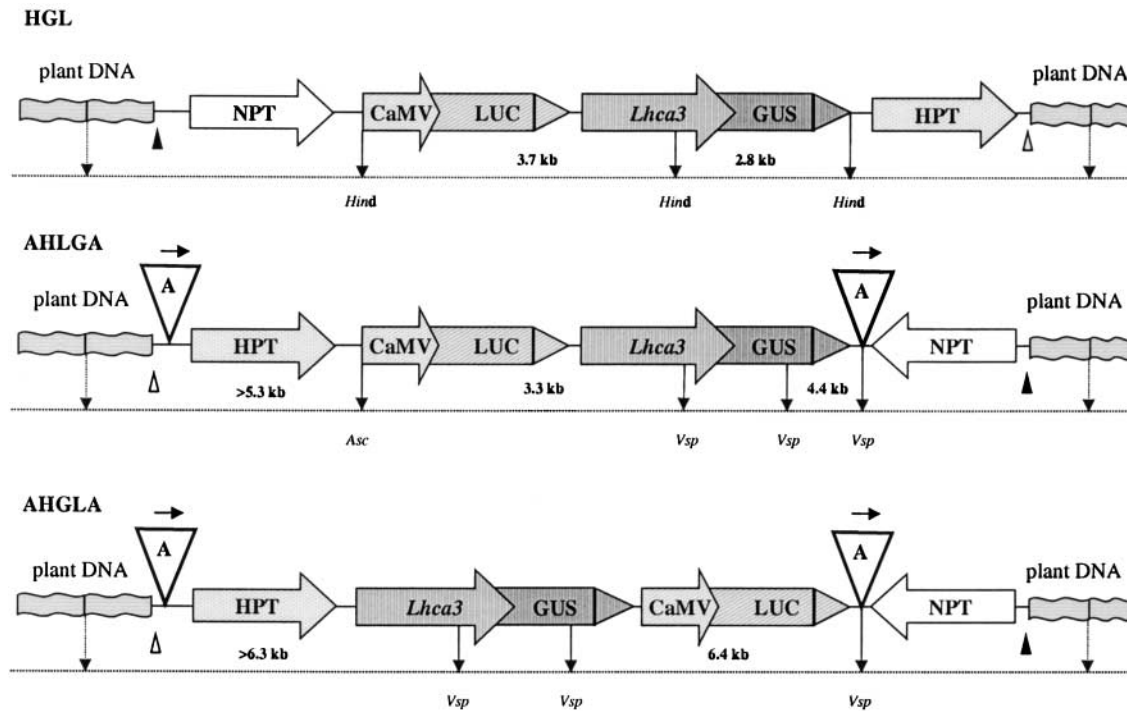 HGL
plant DNA
plant DNA
NPT CaMV LUC Lhca3 GUS HPT
3.7 kb 2.8 kb
Hind Hind Hind
AHLGA
plant DNA A A plant DNA
HPT CaMV LUC Lhca3 GUS NPT
>5.3 kb 3.3 kb 4.4 kb
Asc Vsp Vsp Vsp
AHGLA
plant DNA A A plant DNA
HPT Lhca3 GUS CaMV LUC NPT
>6.3 kb 6.4 kb
Vsp Vsp Vsp